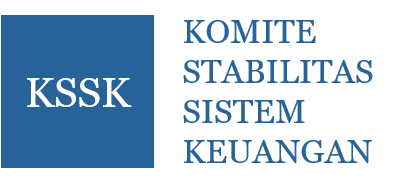 KSSK
KOMITE
STABILITAS
SISTEM
KEUANGAN